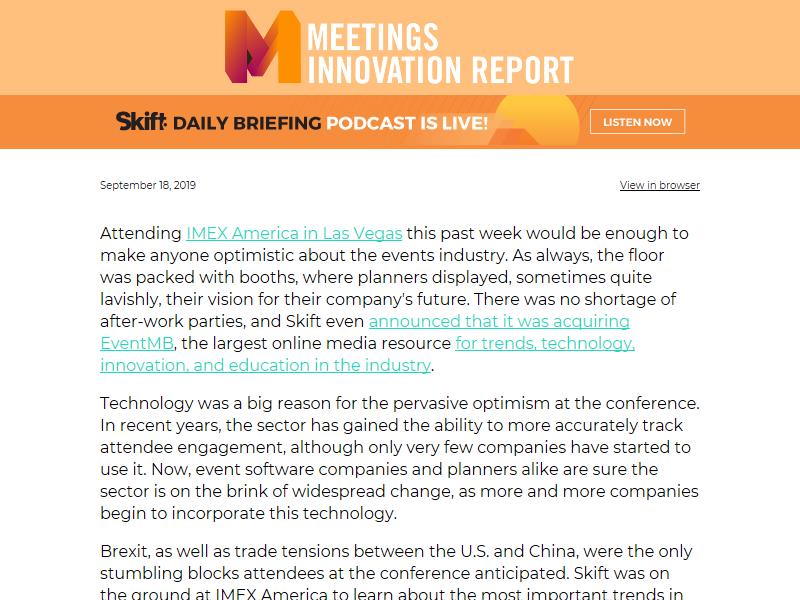 MEETINGS
INNOVATION REPORT
Skift: DAILY BRIEFING PODCAST IS LIVE! LISTEN NOW
September 18, 2019 View in browser
Attending IMEX America in Las Vegas this past week would be enough to
make anyone optimistic about the events industry. As always, the floor
was packed with booths, where planners displayed, sometimes quite
lavishly, their vision for their company's future. There was no shortage of
after-work parties, and Skift even announced that it was acquiring
EventMB, the largest online media resource for trends, technology,
innovation, and education in the industry.
Technology was a big reason for the pervasive optimism at the conference.
In recent years, the sector has gained the ability to more accurately track
attendee engagement, although only very few companies have started to
use it. Now, event software companies and planners alike are sure the
sector is on the brink of widespread change, as more and more companies
begin to incorporate this technology.
Brexit, as well as trade tensions between the U.S. and China, were the only
stumbling blocks attendees at the conference anticipated. Skift was on
the ground at IMEX America to learn about the most important trends in